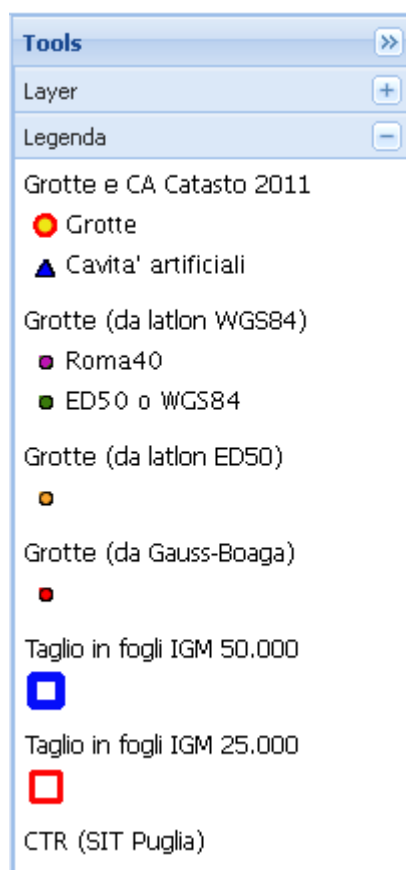 Tools
Layer
Legenda
Grotte e CA Catasto 2011
Grotte
Cavita' artificiali
Grotte (da latlon WGS84)
Roma40
ED50 o WGS84
Grotte (da latlon ED50)
Grotte (da Gauss-Boaga)
Taglio in fogli IGM 50.000
Taglio in fogli IGM 25.000
CTR (SIT Puglia)